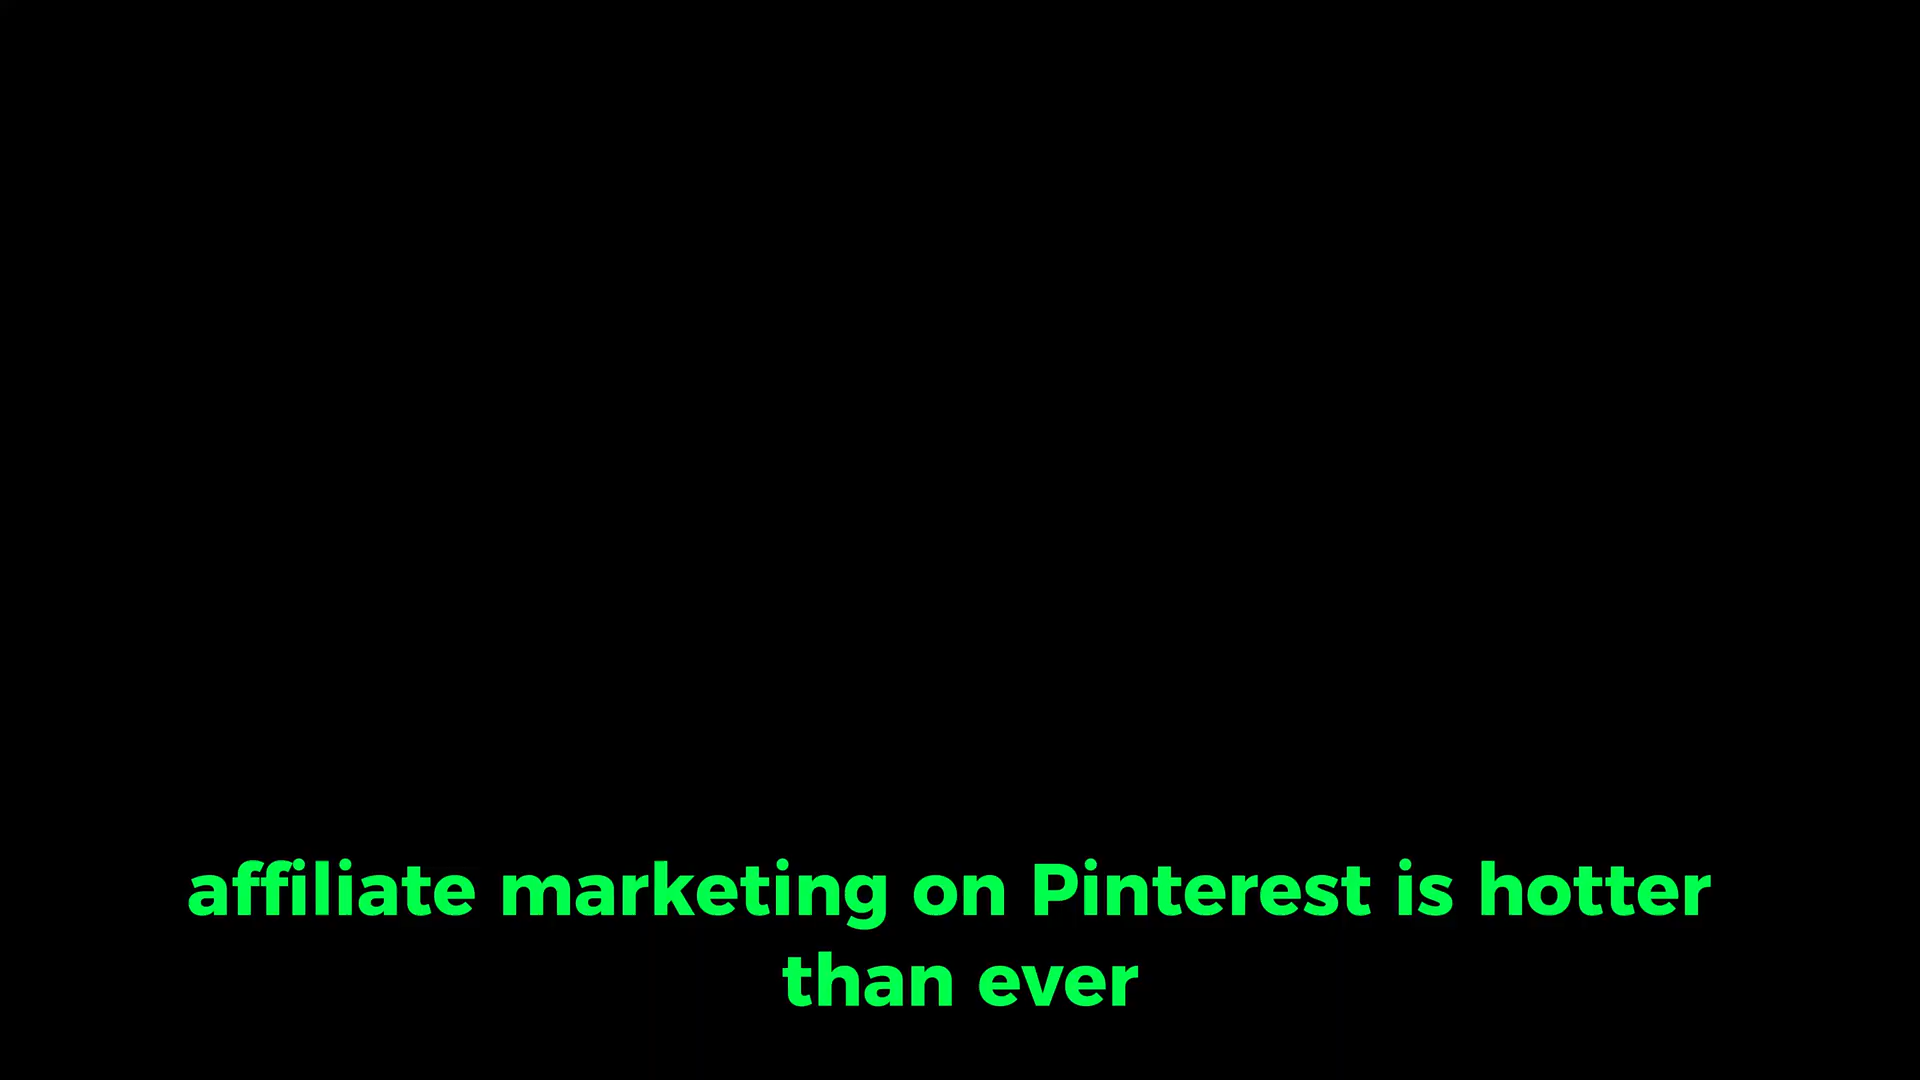 affiliate marketing on Pinterest is hotter
than ever